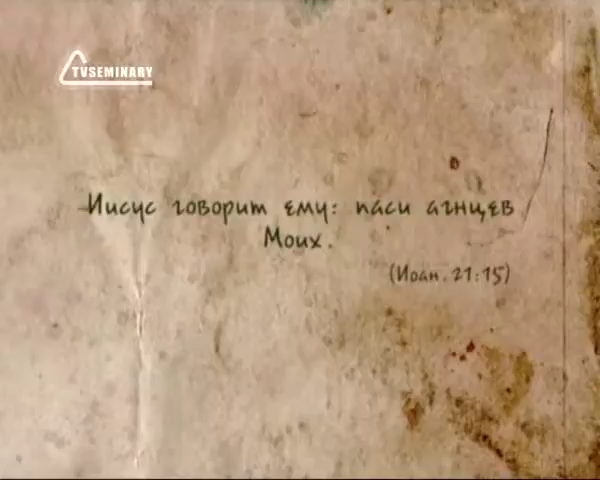 TVSEMINARY
Иисус говорит ему: паси агнцев
Моих.
(Иоан. 21:15)